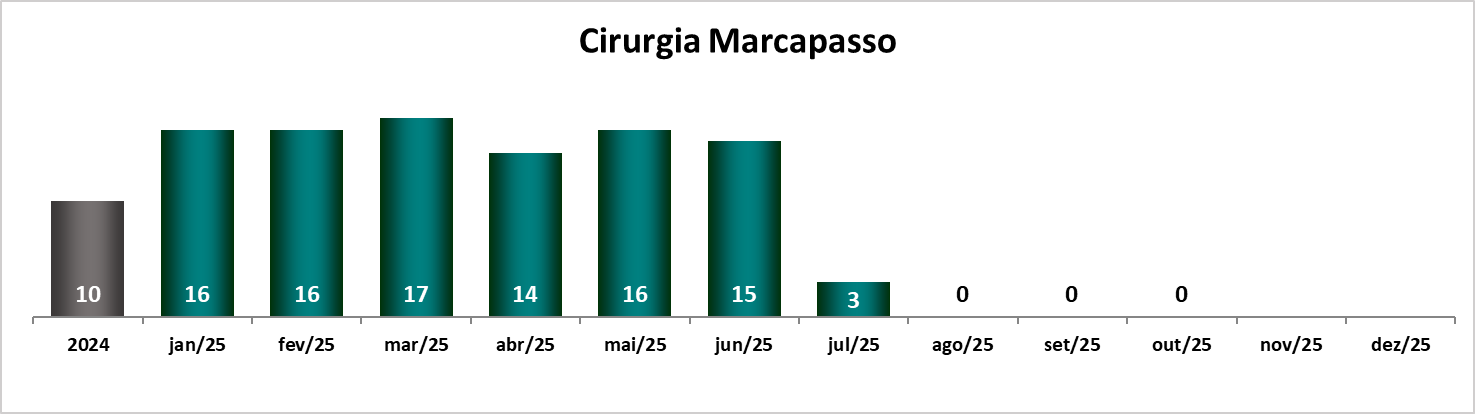 Cirurgia Marcapasso
10 16 16 17 14 16 15 3 0 0 0
2024 jan/25 fev/25 mar/25 abr/25 mai/25 jun/25 jul/25 ago/25 set/25 out/25 nov/25 dez/25